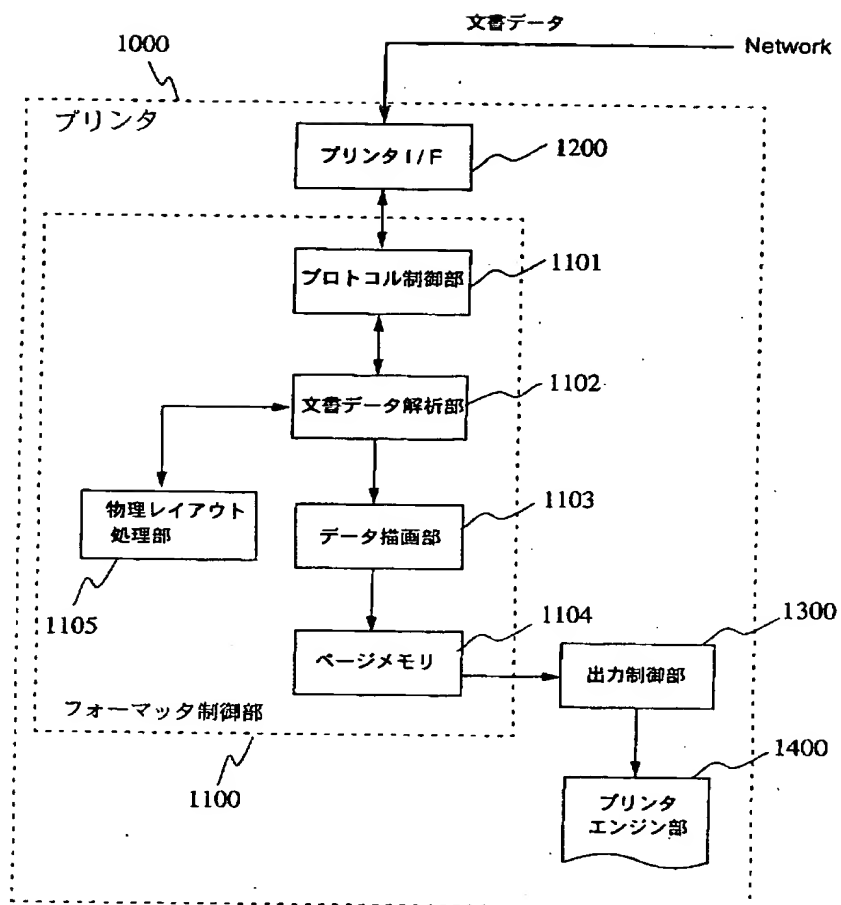 文書データ
Network
1000
プリンタ
プリンタI/F
1200
プロトコル制御部
1101
文書データ解析部
1102
物理レイアウト
処理部
1105
データ描画部
1103
ページメモリ
1104
出力制御部
1300
フォーマッタ制御部
1100
プリンタ
エンジン部
1400